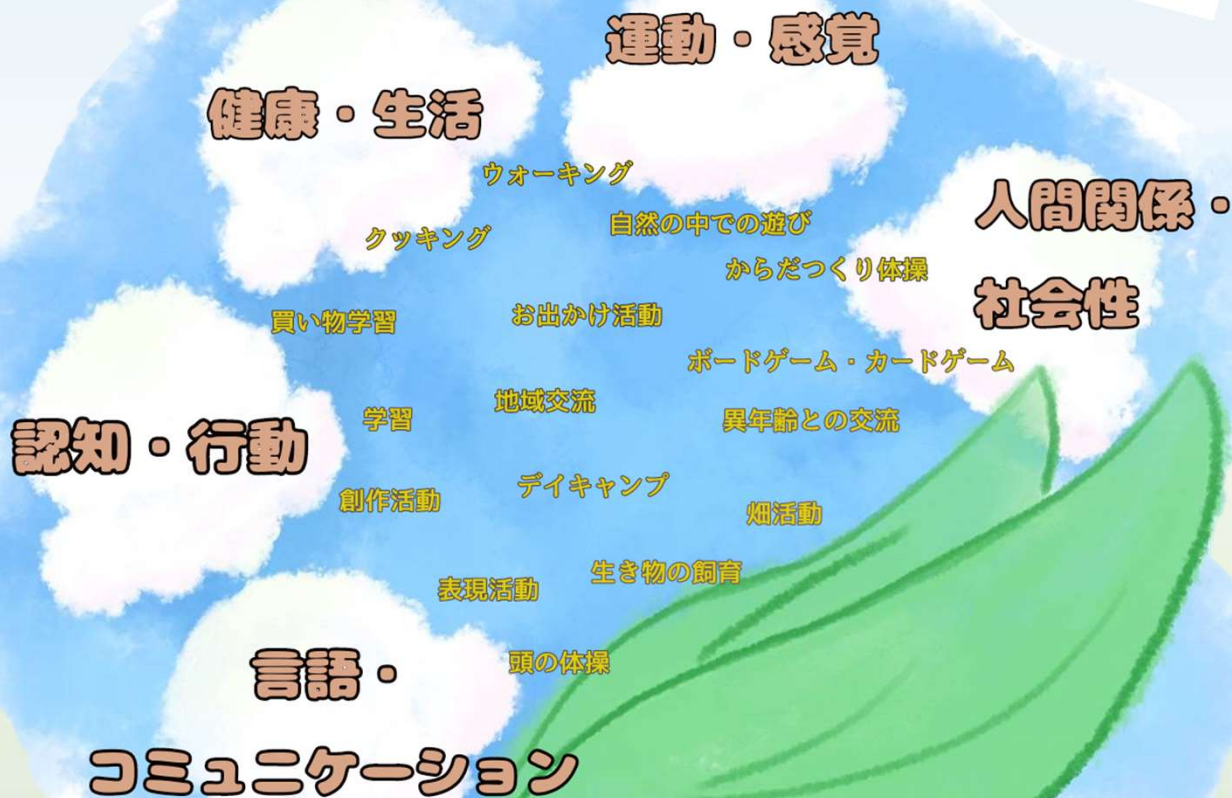 運動・感覚
健康・生活
ウォーキング
人間関係・
社会性
自然の中での遊び
クッキング
からだつくり体操
買い物学習
お出かけ活動
ボードゲーム・カードゲーム
地域交流
学習
異年齢との交流
認知・行動
デイキャンプ
創作活動
畑活動
生き物の飼育
表現活動
頭の体操
言語・
コミュニケーション